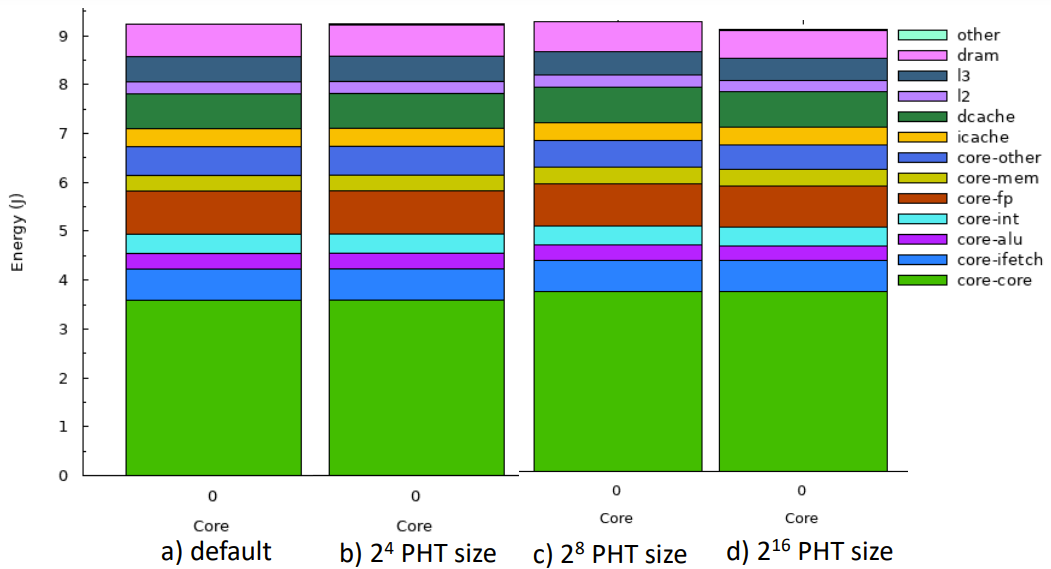 Energy (J)
9
8
7
6
5
4
3
2
1
0
0
0
0
0
Core
Core
Core
Core
a) default
b) 2⁴ PHT size
c) 2⁸ PHT size
d) 2¹⁶ PHT size
other
dram
l3
l2
dcache
icache
core-other
core-mem
core-fp
core-int
core-alu
core-ifetch
core-core